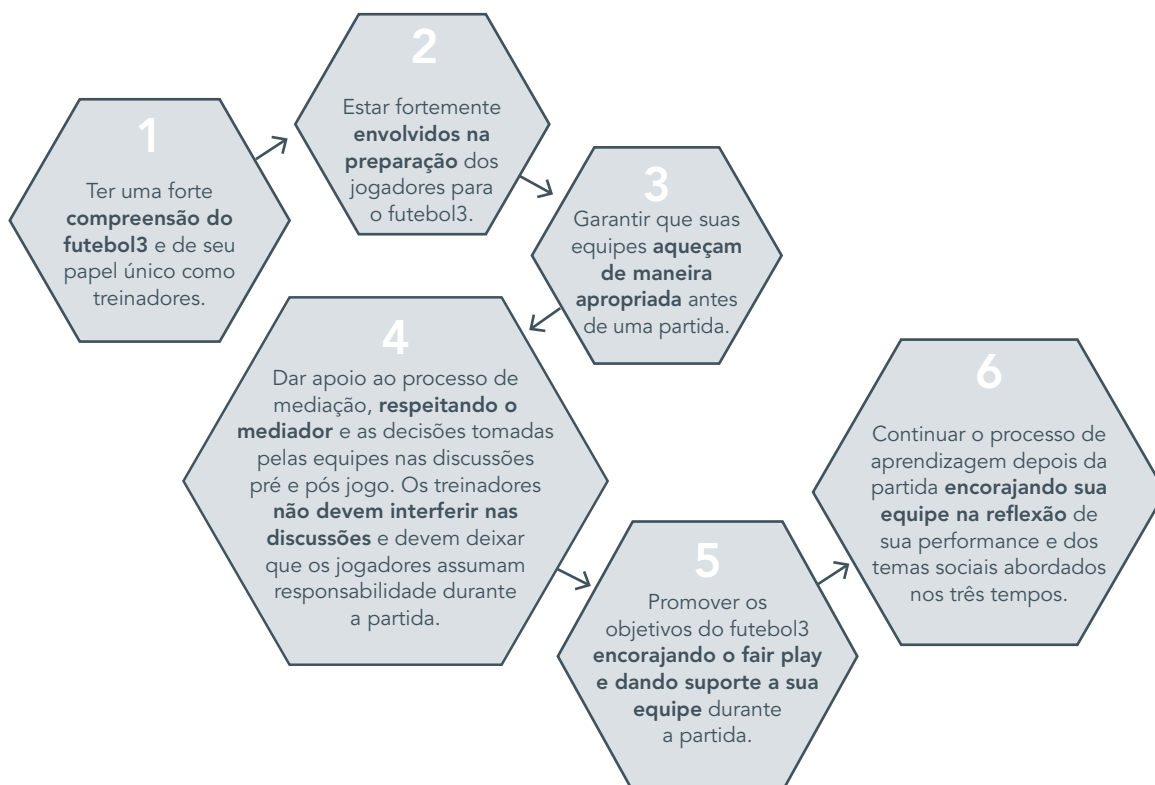 1
Ter uma forte
compreensão do
futebol3 e de seu
papel único como
treinadores.
2
Estar fortemente
envolvidos na
preparação dos
jogadores para
o futebol3.
3
Garantir que suas
equipes aqueçam
de maneira
apropriada antes
de uma partida.
4
Dar apoio ao processo de
mediação, respeitando o
mediador e as decisões tomadas
pelas equipes nas discussões
pré e pós jogo. Os treinadores
não devem interferir nas
discussões e devem deixar
que os jogadores assumam
responsabilidade durante
a partida.
5
Promover os
objetivos do futebol3
encorajando o fair play
e dando suporte a sua
equipe durante
a partida.
6
Continuar o processo de
aprendizagem depois da
partida encorajando sua
equipe na reflexão de
sua performance e dos
temas sociais abordados
nos três tempos.